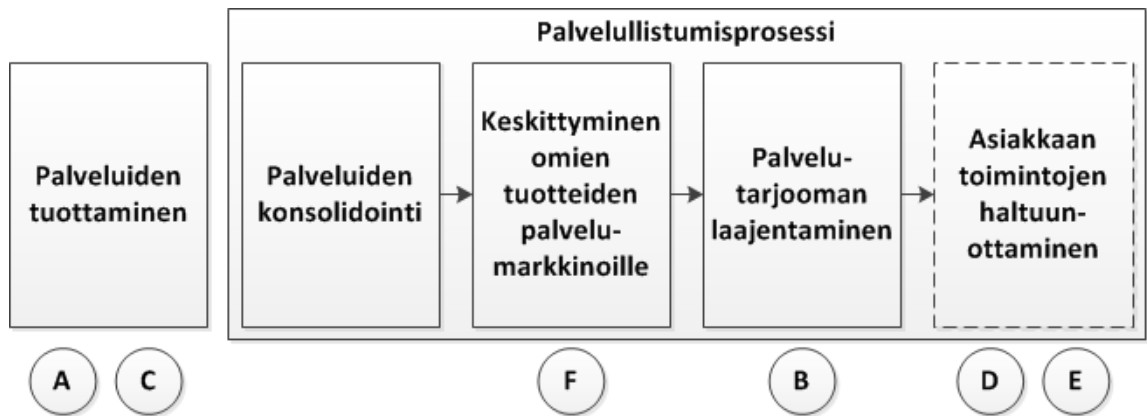 Palvelullistumisprosessi
Palveluiden
tuottaminen
Palveluiden
konsolidointi
Keskittyminen
omien
tuotteiden
palvelu-
markkinoille
Palvelu-
tarjooman
laajentaminen
Asiakkaan
toimintojen
haltuun-
ottaminen
A
C
F
B
D
E